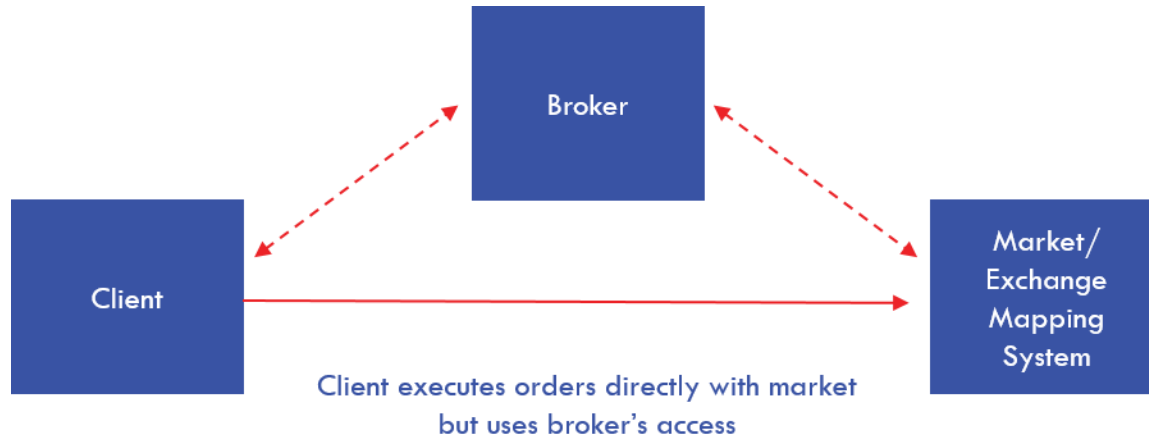 Broker
Client
Market/
Exchange
Mapping
System
Client executes orders directly with market
but uses broker's access